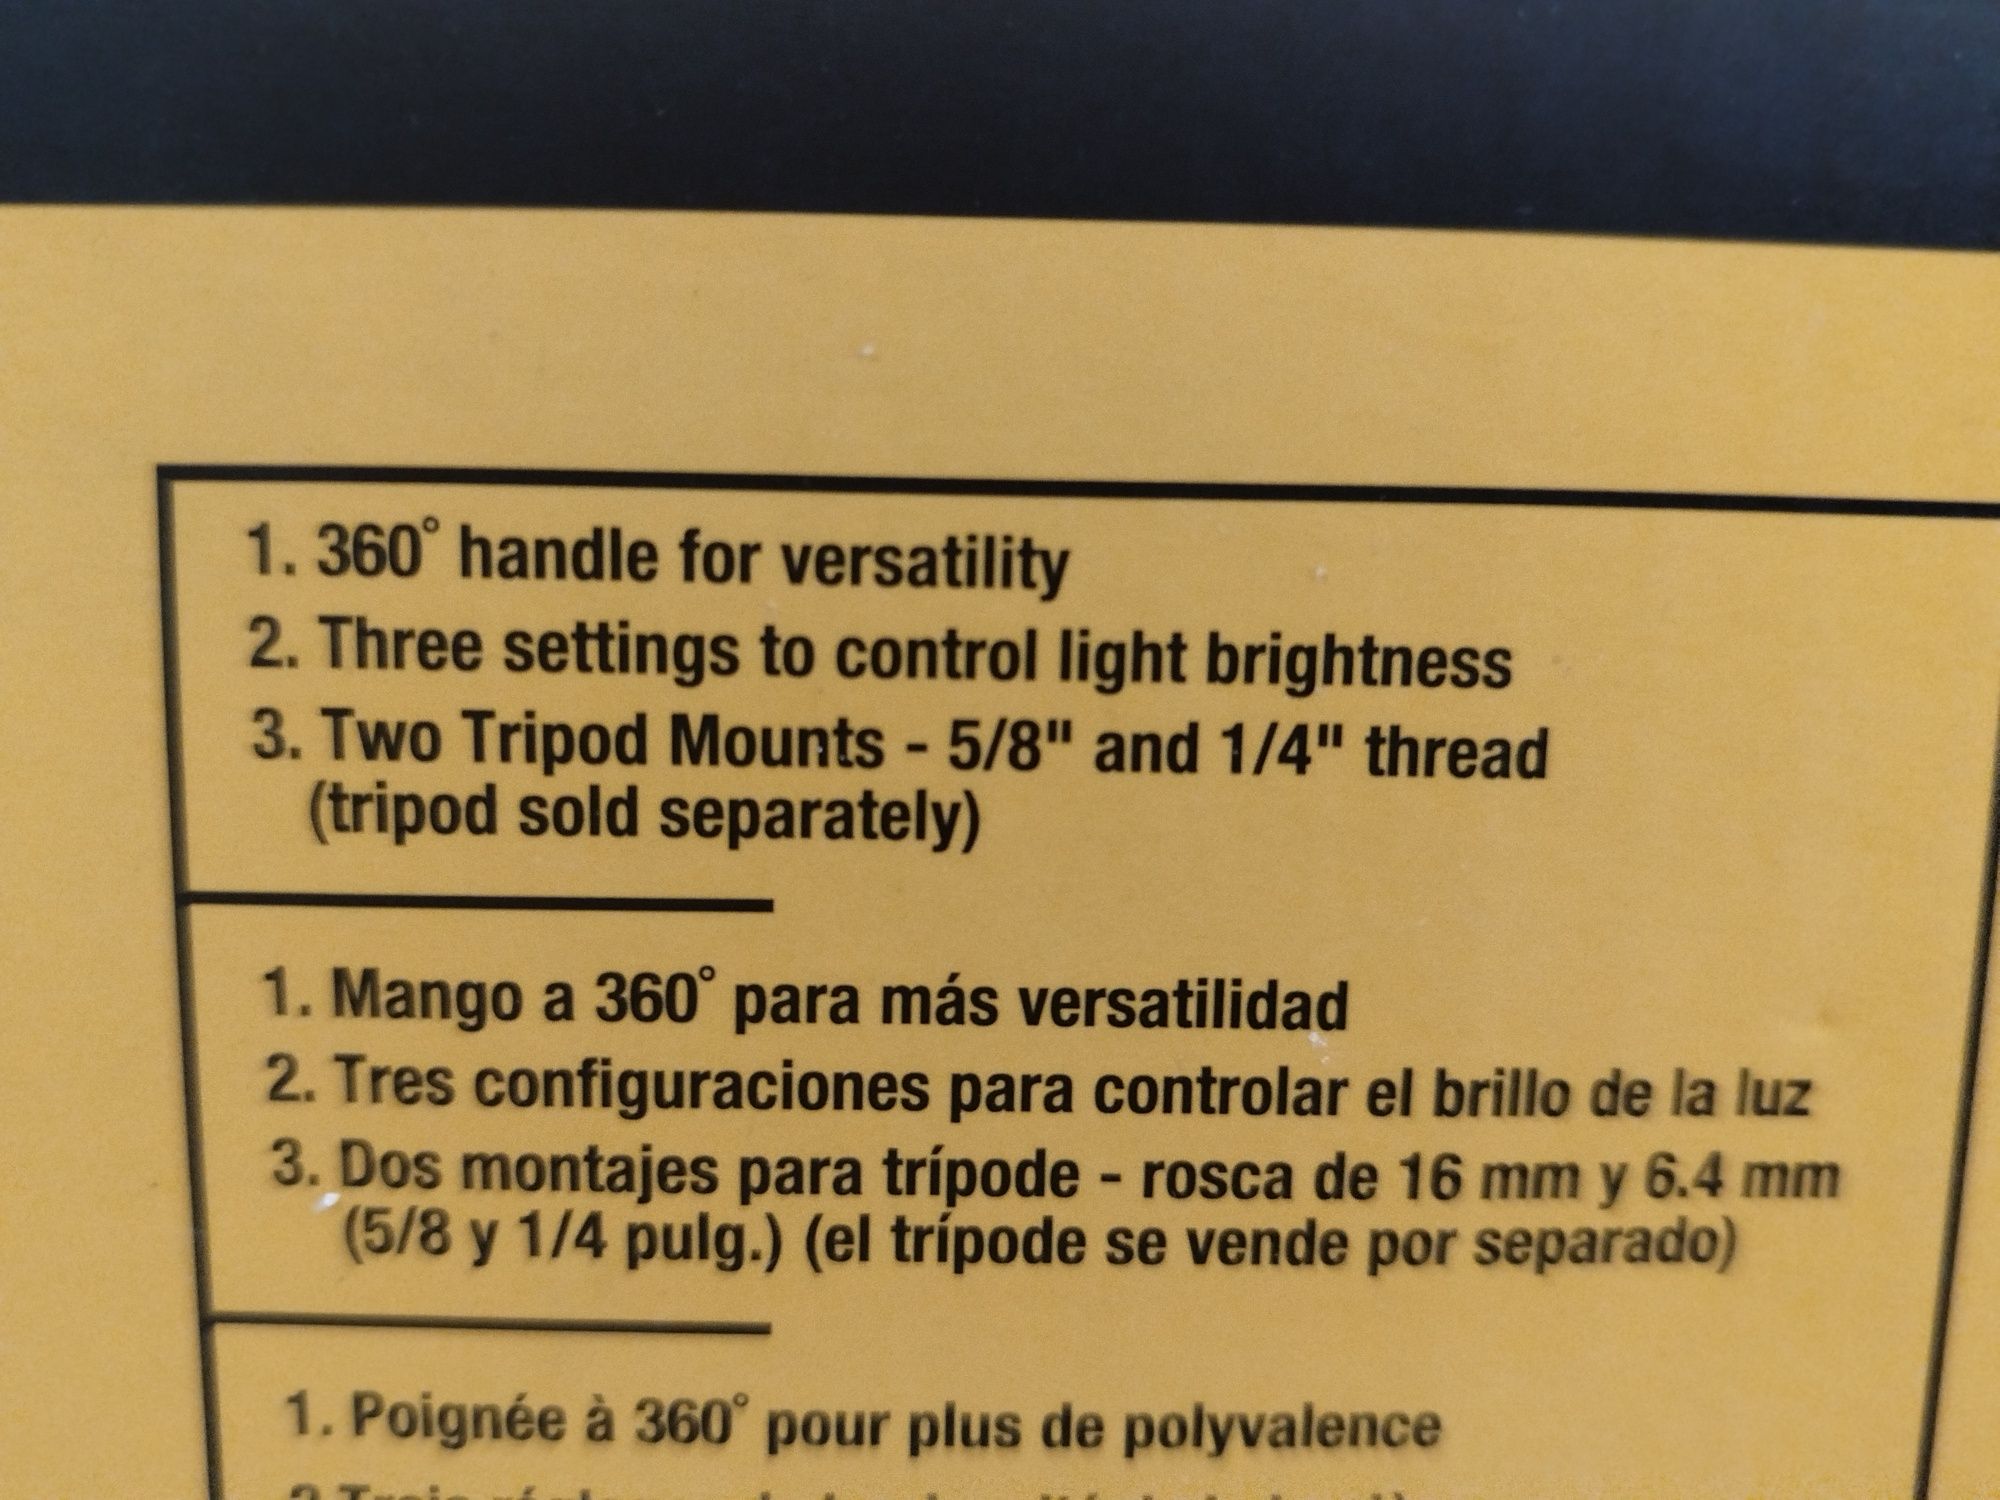 1. 360° handle for versatility
2. Three settings to control light brightness
3. Two Tripod Mounts - 5/8" and 1/4" thread
(tripod sold separately)
1. Mango a 360° para más versatilidad
2. Tres configuraciones para controlar el brillo de la luz
3. Dos montajes para trípode - rosca de 16 mm y 6.4 mm
(5/8 y 1/4 pulg.) (el trípode se vende por separado)
1. Poignée à 360° pour plus de polyvalence